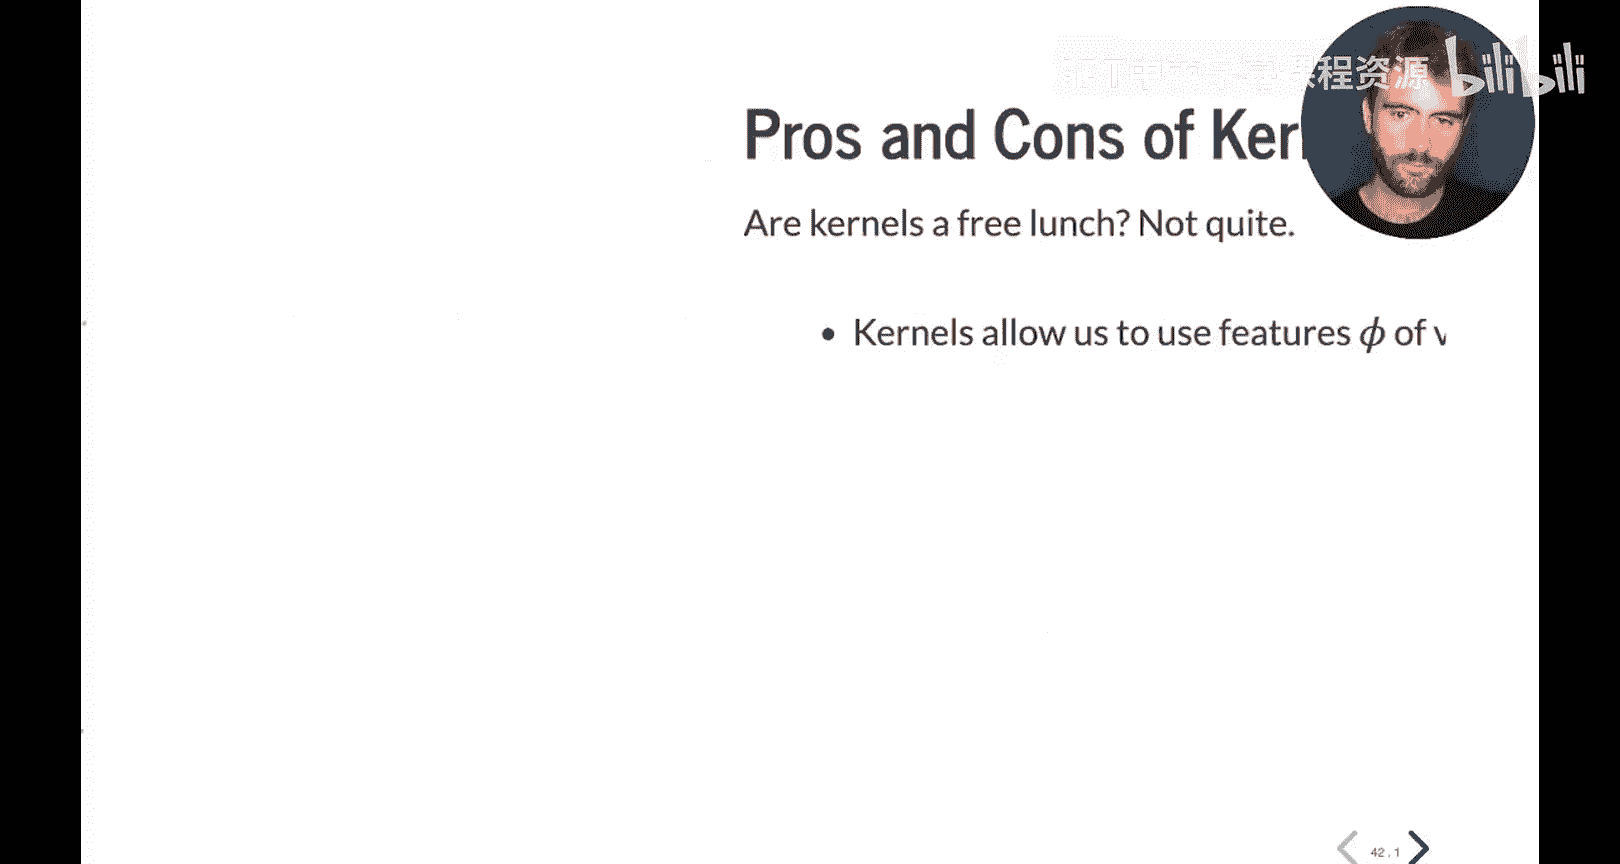 程资源 bilibili
Pros and Cons of Ker
Are kernels a free lunch? Not quite.
• Kernels allow us to use features ϕ of v
42.1